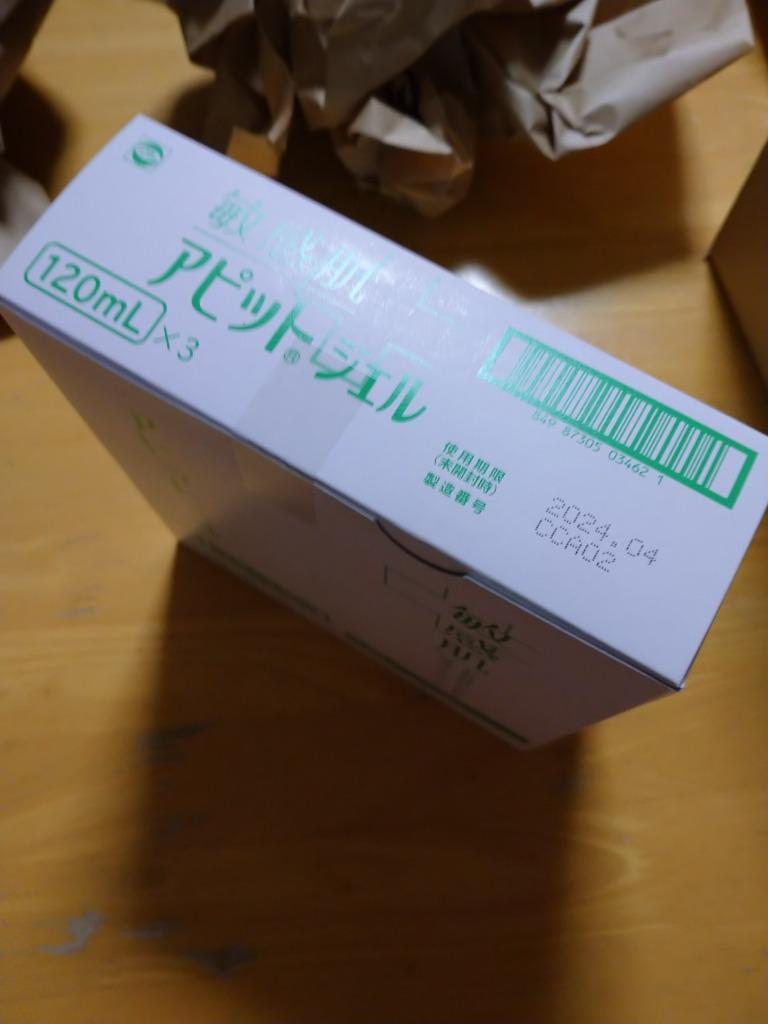 敏感肌
アピットⓇジェル
120mL ×3
849 87305 03462 1
使用期限
(未開封時)
製造番号
2024.04
CCA02